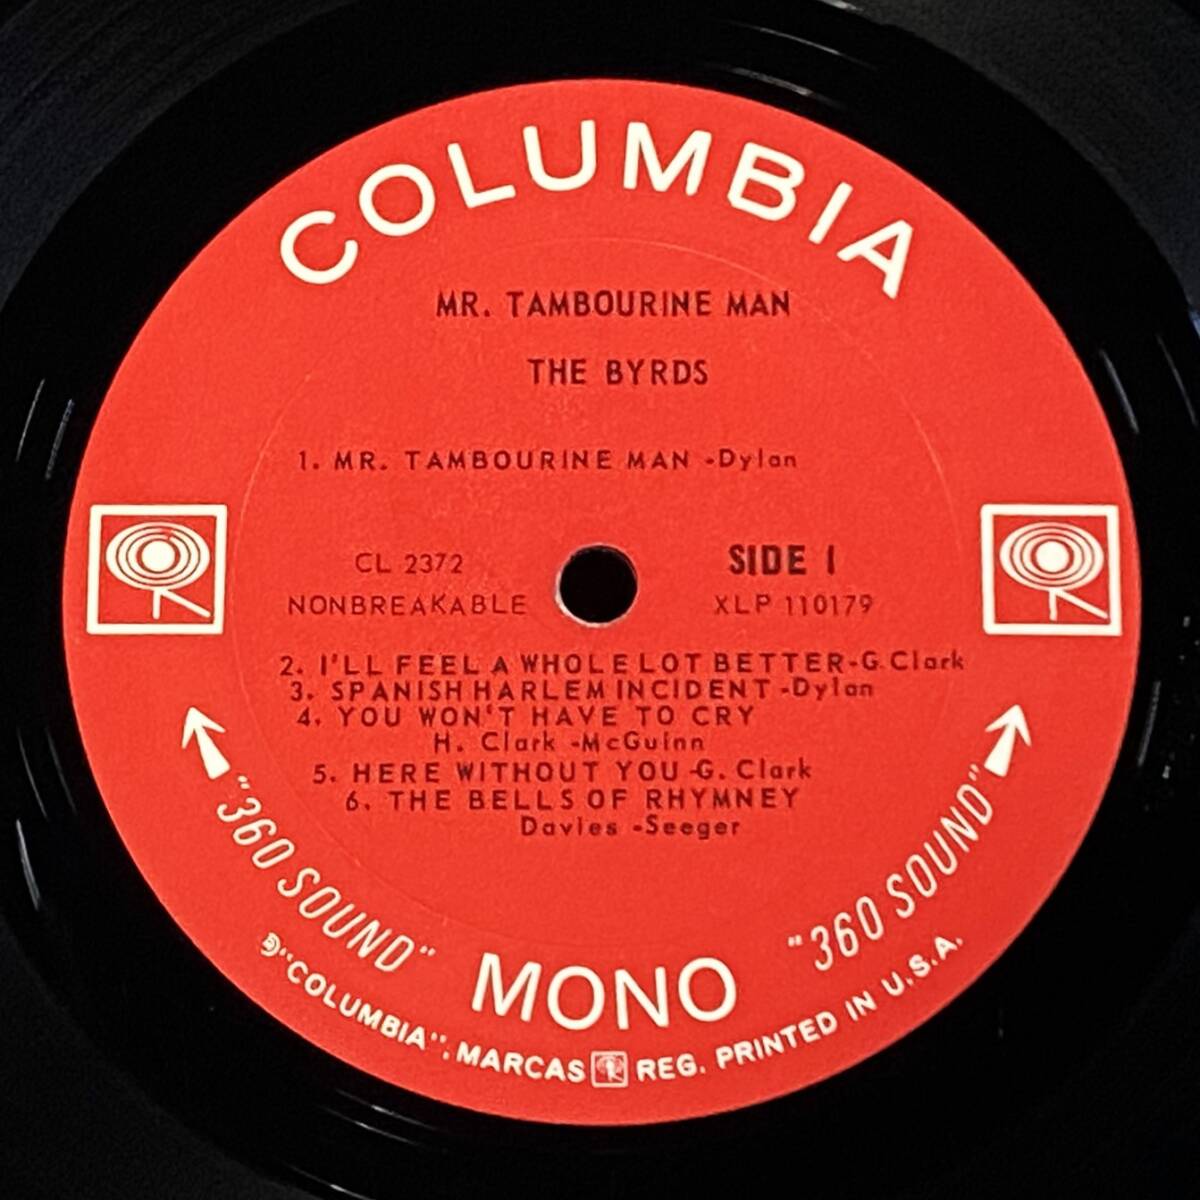 COLUMBIA
MR. TAMBOURINE MAN
THE BYRDS
1. MR. TAMBOURINE MAN -Dylan
CL 2372
NONBREAKABLE
SIDE 1
XLP 110179
2. I'LL FEEL A WHOLE LOT BETTER-G. Clark
3. SPANISH HARLEM INCIDENT -Dylan
4. YOU WON'T HAVE TO CRY
H. Clark -McGuinn
5. HERE WITHOUT YOU -G. Clark
6. THE BELLS OF RHYMNEY
Davies -Seeger
"360 SOUND"
MONO
"360 SOUND"
"COLUMBIA", MARCAS REG. PRINTED IN U.S.A.